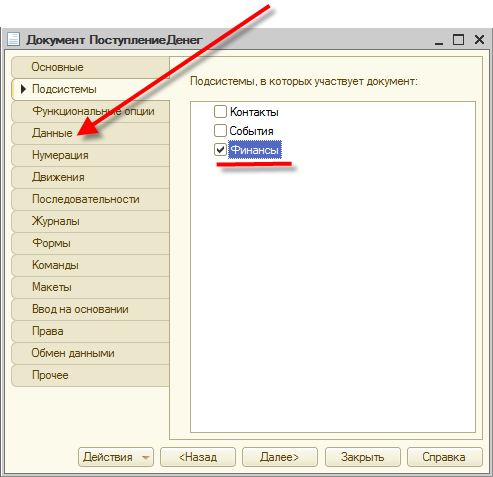 Документ ПоступлениеДенег
Основные
Подсистемы
Функциональные опции
Данные
Нумерация
Движения
Последовательности
Журналы
Формы
Команды
Макеты
Ввод на основании
Права
Обмен данными
Прочее
Подсистемы, в которых участвует документ:
Контакты
События
Финансы
Действия
<Назад
Далее>
Закрыть
Справка